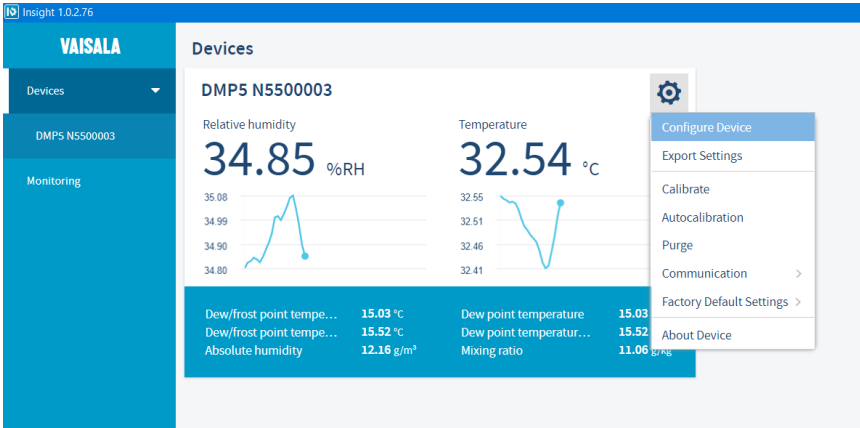 Insight 1.0.2.76
VAISALA
Devices
DMP5 N5500003
Monitoring
Devices
DMP5 N5500003
Relative humidity
34.85 %RH
35.08
34.99
34.90
34.80
Temperature
32.54 °C
32.55
32.51
32.46
32.41
Dew/frost point tempe... 15.03 °C
Dew/frost point tempe... 15.52 °C
Absolute humidity 12.16 g/m³
Dew point temperature 15.03
Dew point temperatur... 15.52
Mixing ratio 11.06 g/kg
Configure Device
Export Settings
Calibrate
Autocalibration
Purge
Communication
Factory Default Settings
About Device